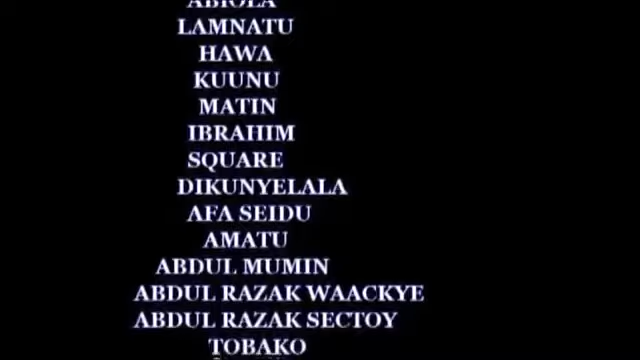 ABIOLA
LAMNATU
HAWA
KUUNU
MATIN
IBRAHIM
SQUARE
DIKUNYELALA
AFA SEIDU
AMATU
ABDUL MUMIN
ABDUL RAZAK WAACKYE
ABDUL RAZAK SECTOY
TOBAKO